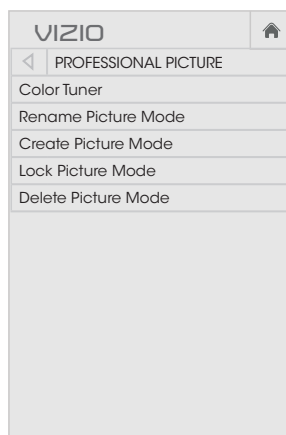 VIZIO
PROFESSIONAL PICTURE
Color Tuner
Rename Picture Mode
Create Picture Mode
Lock Picture Mode
Delete Picture Mode